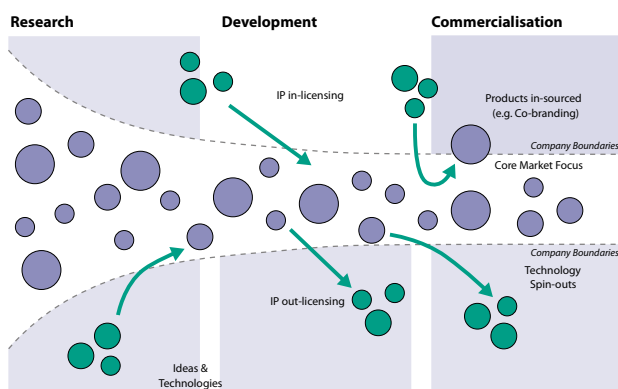 Research
Development
Commercialisation
IP in-licensing
Products in-sourced
(e.g. Co-branding)
Company Boundaries
Core Market Focus
Company Boundaries
Technology
Spin-outs
IP out-licensing
Ideas &
Technologies